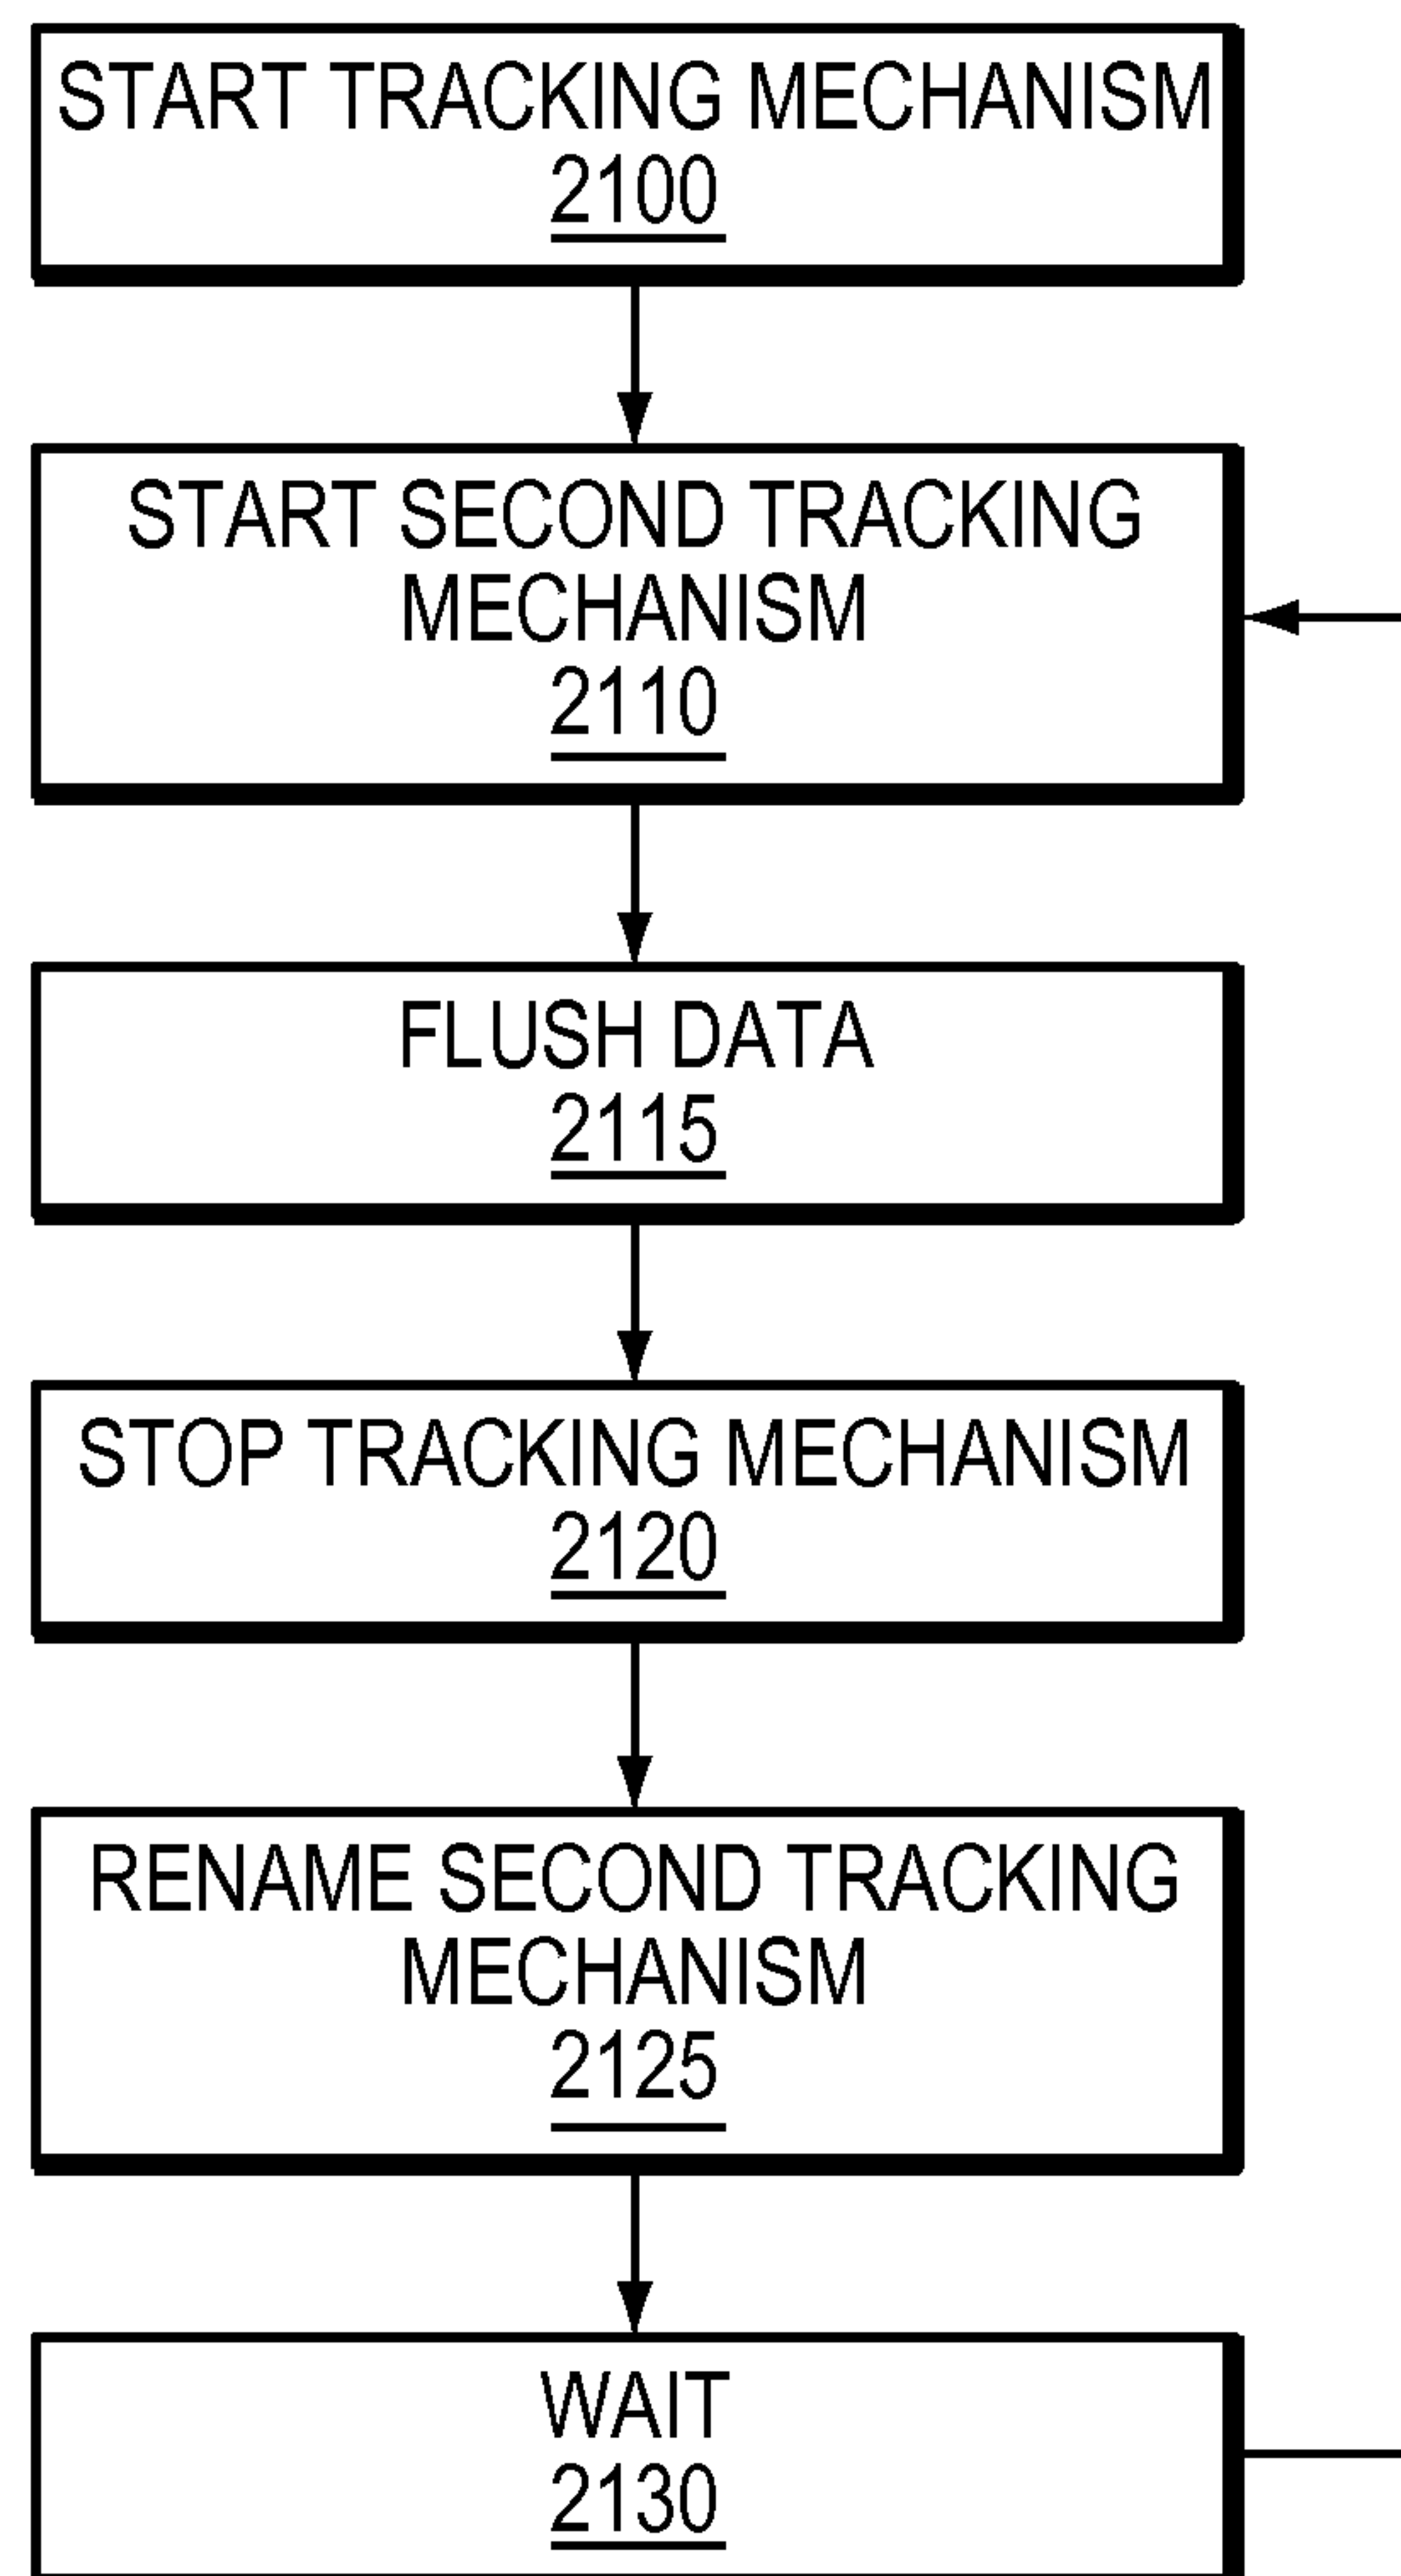 START TRACKING MECHANISM
2100
START SECOND TRACKING
MECHANISM
2110
FLUSH DATA
2115
STOP TRACKING MECHANISM
2120
RENAME SECOND TRACKING
MECHANISM
2125
WAIT
2130